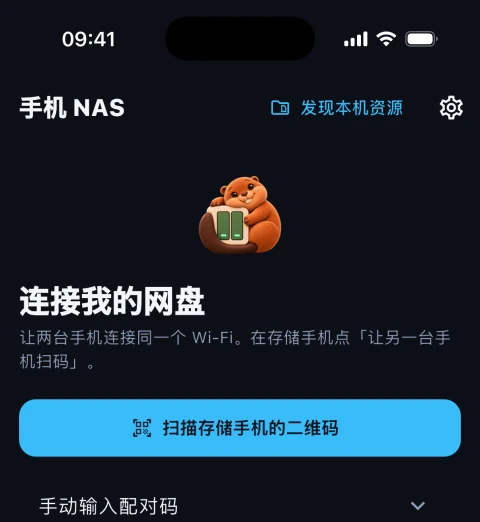 09:41
手机 NAS
发现本机资源
连接我的网盘
让两台手机连接同一个 Wi-Fi。在存储手机点「让另一台手
机扫码」。
扫描存储手机的二维码
手动输入配对码